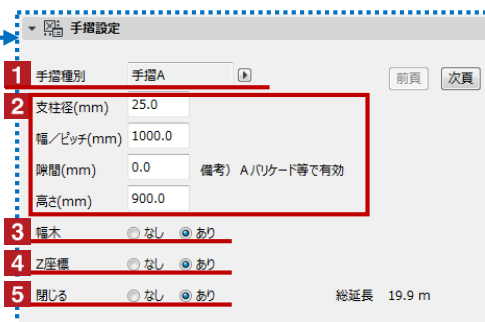 手摺設定
1 手摺種別 手摺A 前頁 次頁
2 支柱径(mm) 25.0
幅／ピッチ(mm) 1000.0
隙間(mm) 0.0 備考） Aバリケード等で有効
高さ(mm) 900.0
3 幅木 なし あり
4 Z座標 なし あり
5 閉じる なし あり 総延長 19.9 m